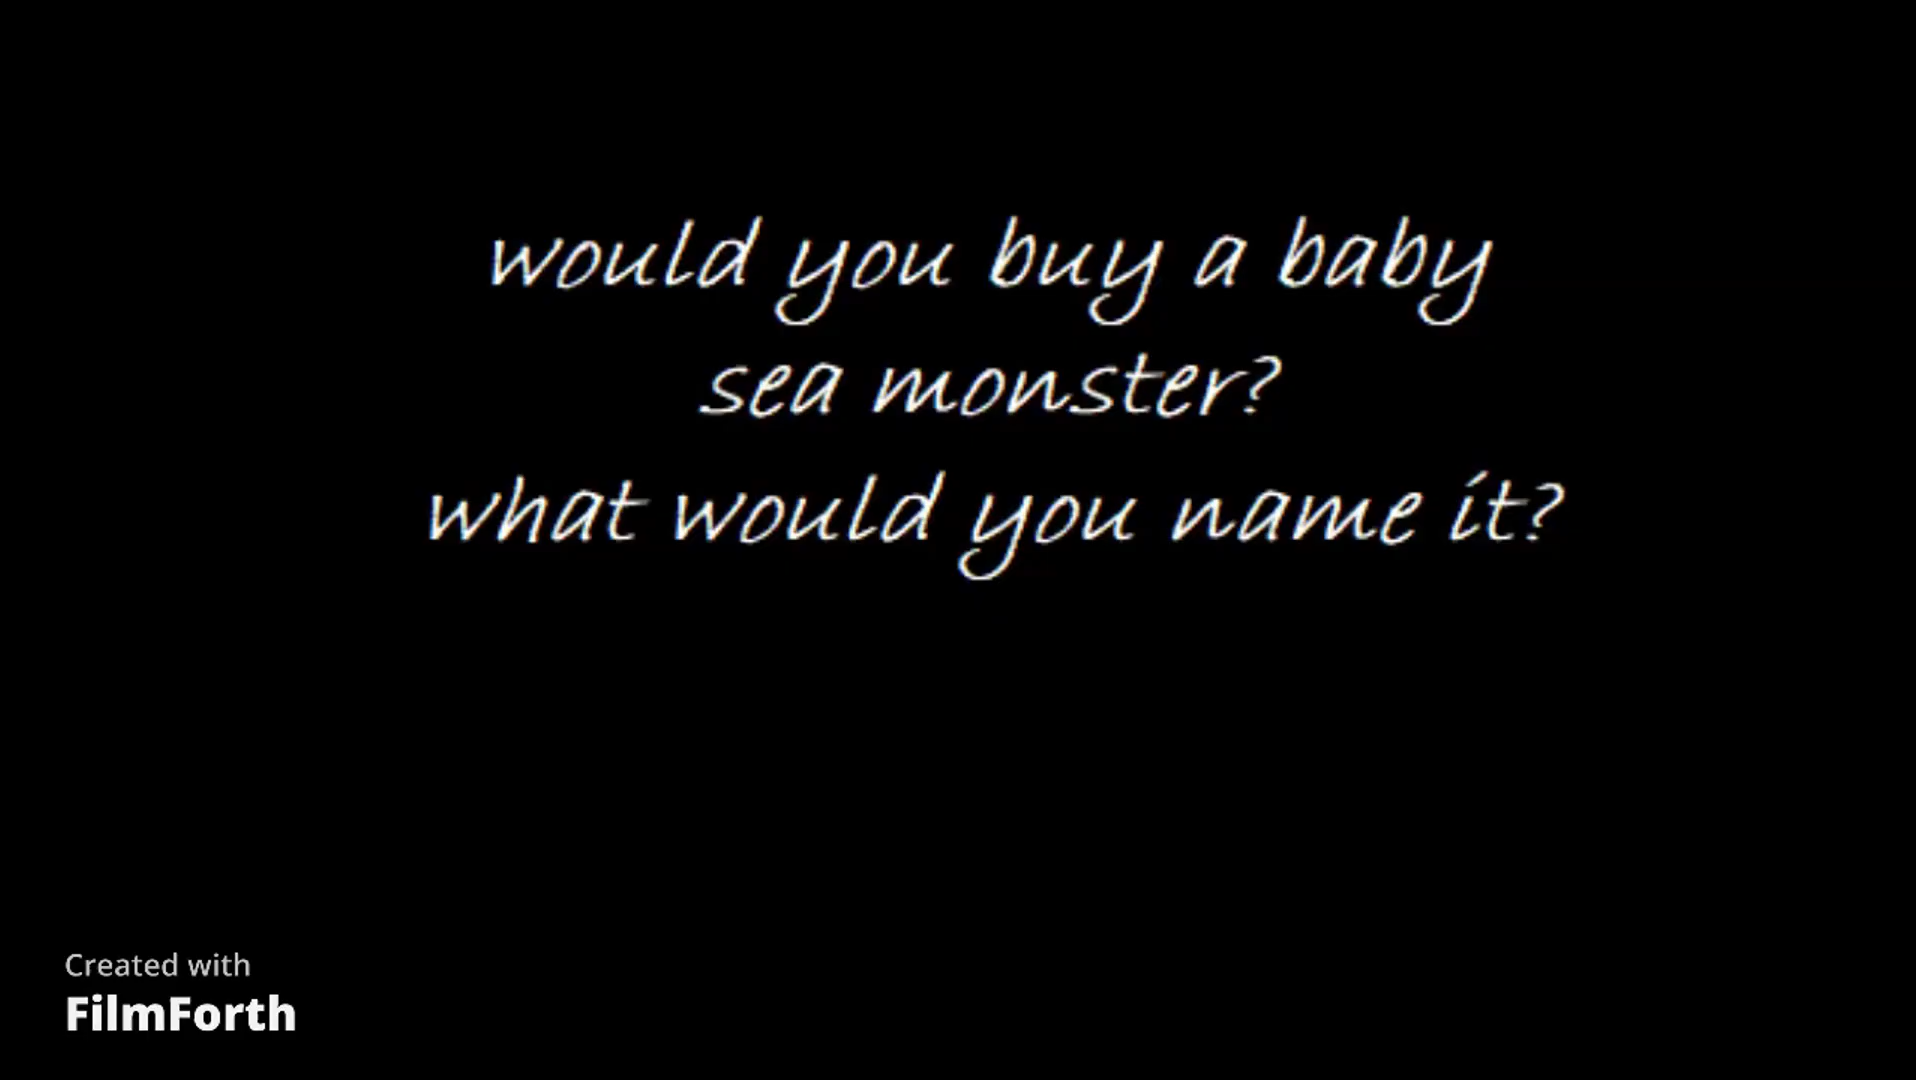 would you buy a baby
sea monster?
what would you name it?
Created with
FilmForth